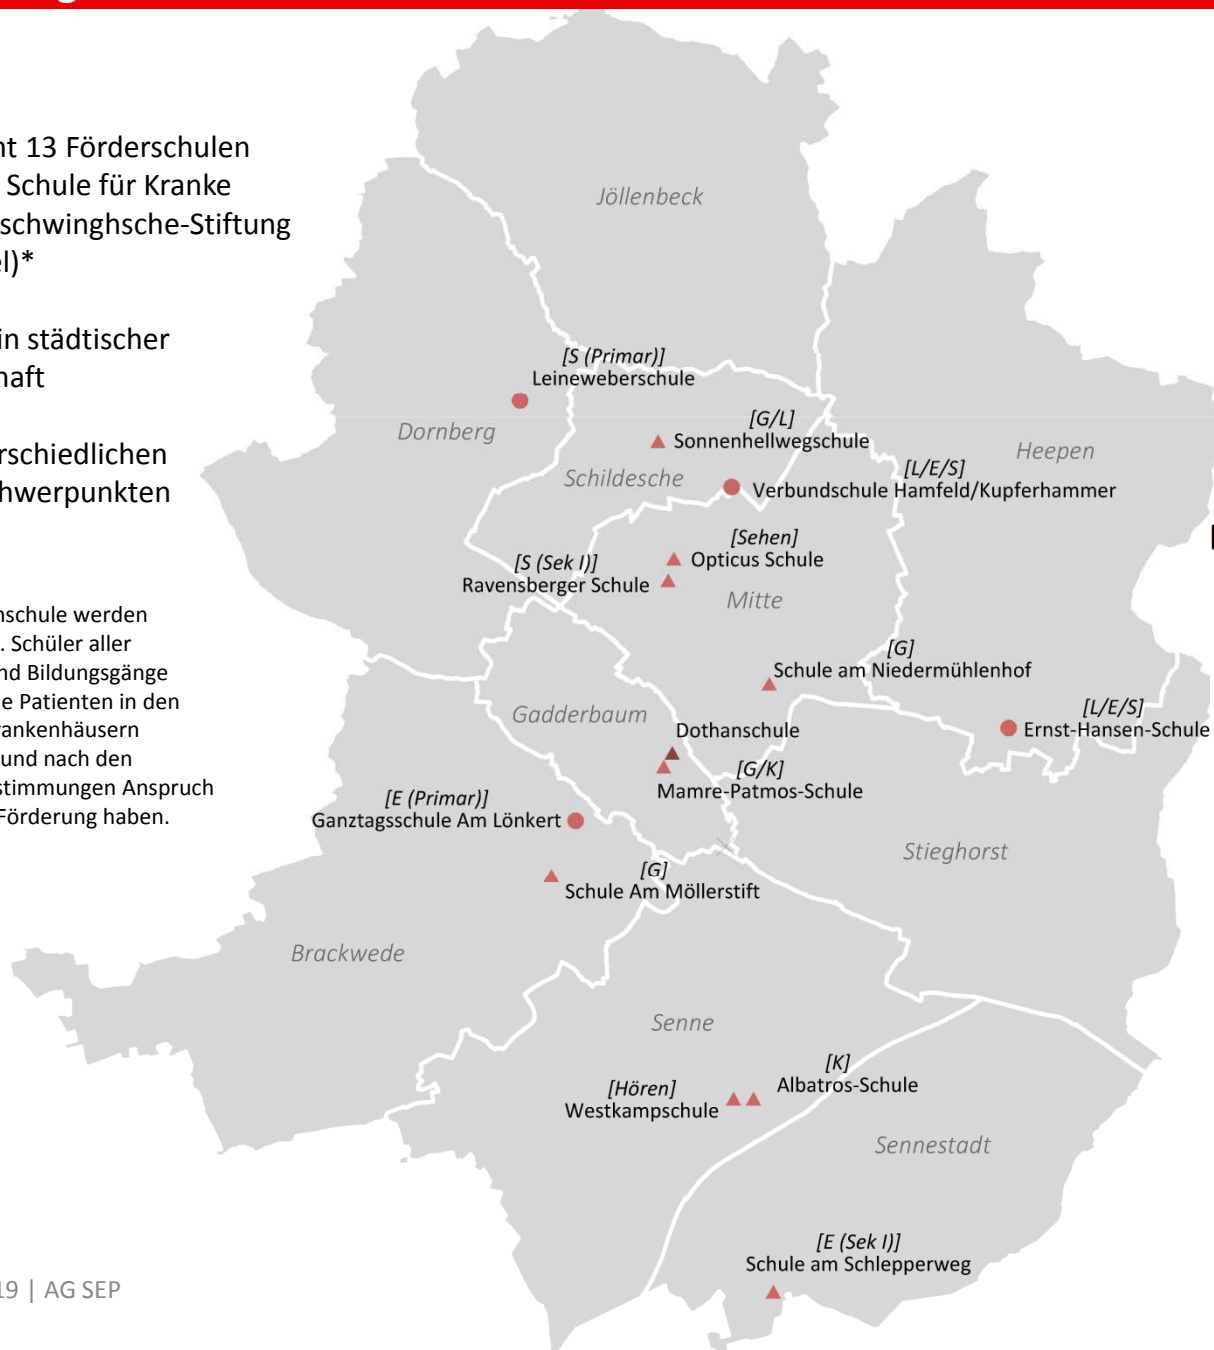 nt 13 Förderschulen
Schule für Kranke
schwinghsche-Stiftung
el)*
in städtischer
haft
rschiedlichen
hwerpunkten
nschule werden
. Schüler aller
nd Bildungsgänge
e Patienten in den
rankenhäusern
und nach den
stimmungen Anspruch
Förderung haben.
Jöllenbeck
[S (Primar)]
Leineweberschule
Dornberg
[G/L]
Sonnenhellwegschule
Heepen
Schildesche
[L/E/S]
Verbundschule Hamfeld/Kupferhammer
[Sehen]
Opticus Schule
[S (Sek I)]
Ravensberger Schule
Mitte
[G]
Schule am Niedermühlenhof
Gadderbaum
Dothanschule
[L/E/S]
Ernst-Hansen-Schule
[G/K]
Mamre-Patmos-Schule
[E (Primar)]
Ganztagsschule Am Lönkert
Stieghorst
[G]
Schule Am Möllerstift
Brackwede
Senne
[K]
Albatros-Schule
[Hören]
Westkampschule
Sennestadt
[E (Sek I)]
Schule am Schlepperweg
19 | AG SEP